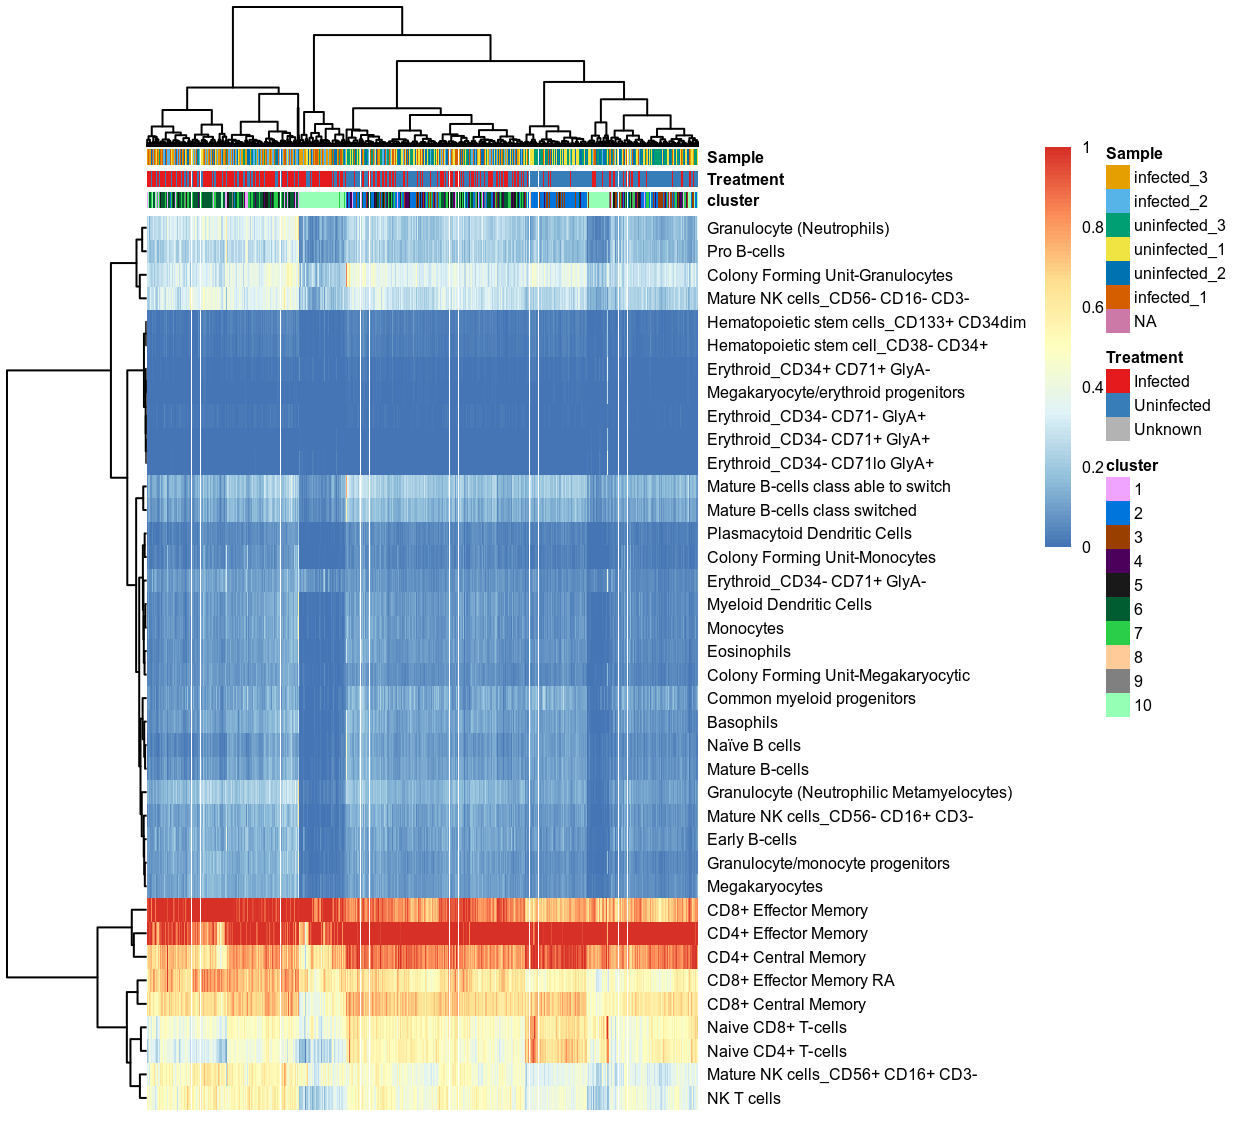 Sample
Treatment
cluster
Granulocyte (Neutrophils)
Pro B-cells
Colony Forming Unit-Granulocytes
Mature NK cells_CD56- CD16- CD3-
Hematopoietic stem cells_CD133+ CD34dim
Hematopoietic stem cell_CD38- CD34+
Erythroid_CD34+ CD71+ GlyA-
Megakaryocyte/erythroid progenitors
Erythroid_CD34- CD71- GlyA+
Erythroid_CD34- CD71+ GlyA+
Erythroid_CD34- CD71lo GlyA+
Mature B-cells class able to switch
Mature B-cells class switched
Plasmacytoid Dendritic Cells
Colony Forming Unit-Monocytes
Erythroid_CD34- CD71+ GlyA-
Myeloid Dendritic Cells
Monocytes
Eosinophils
Colony Forming Unit-Megakaryocytic
Common myeloid progenitors
Basophils
Naïve B cells
Mature B-cells
Granulocyte (Neutrophilic Metamyelocytes)
Mature NK cells_CD56- CD16+ CD3-
Early B-cells
Granulocyte/monocyte progenitors
Megakaryocytes
CD8+ Effector Memory
CD4+ Effector Memory
CD4+ Central Memory
CD8+ Effector Memory RA
CD8+ Central Memory
Naive CD8+ T-cells
Naive CD4+ T-cells
Mature NK cells_CD56+ CD16+ CD3-
NK T cells
1
0.8
0.6
0.4
0.2
0
Sample
infected_3
infected_2
uninfected_3
uninfected_1
uninfected_2
infected_1
NA
Treatment
Infected
Uninfected
Unknown
cluster
1
2
3
4
5
6
7
8
9
10